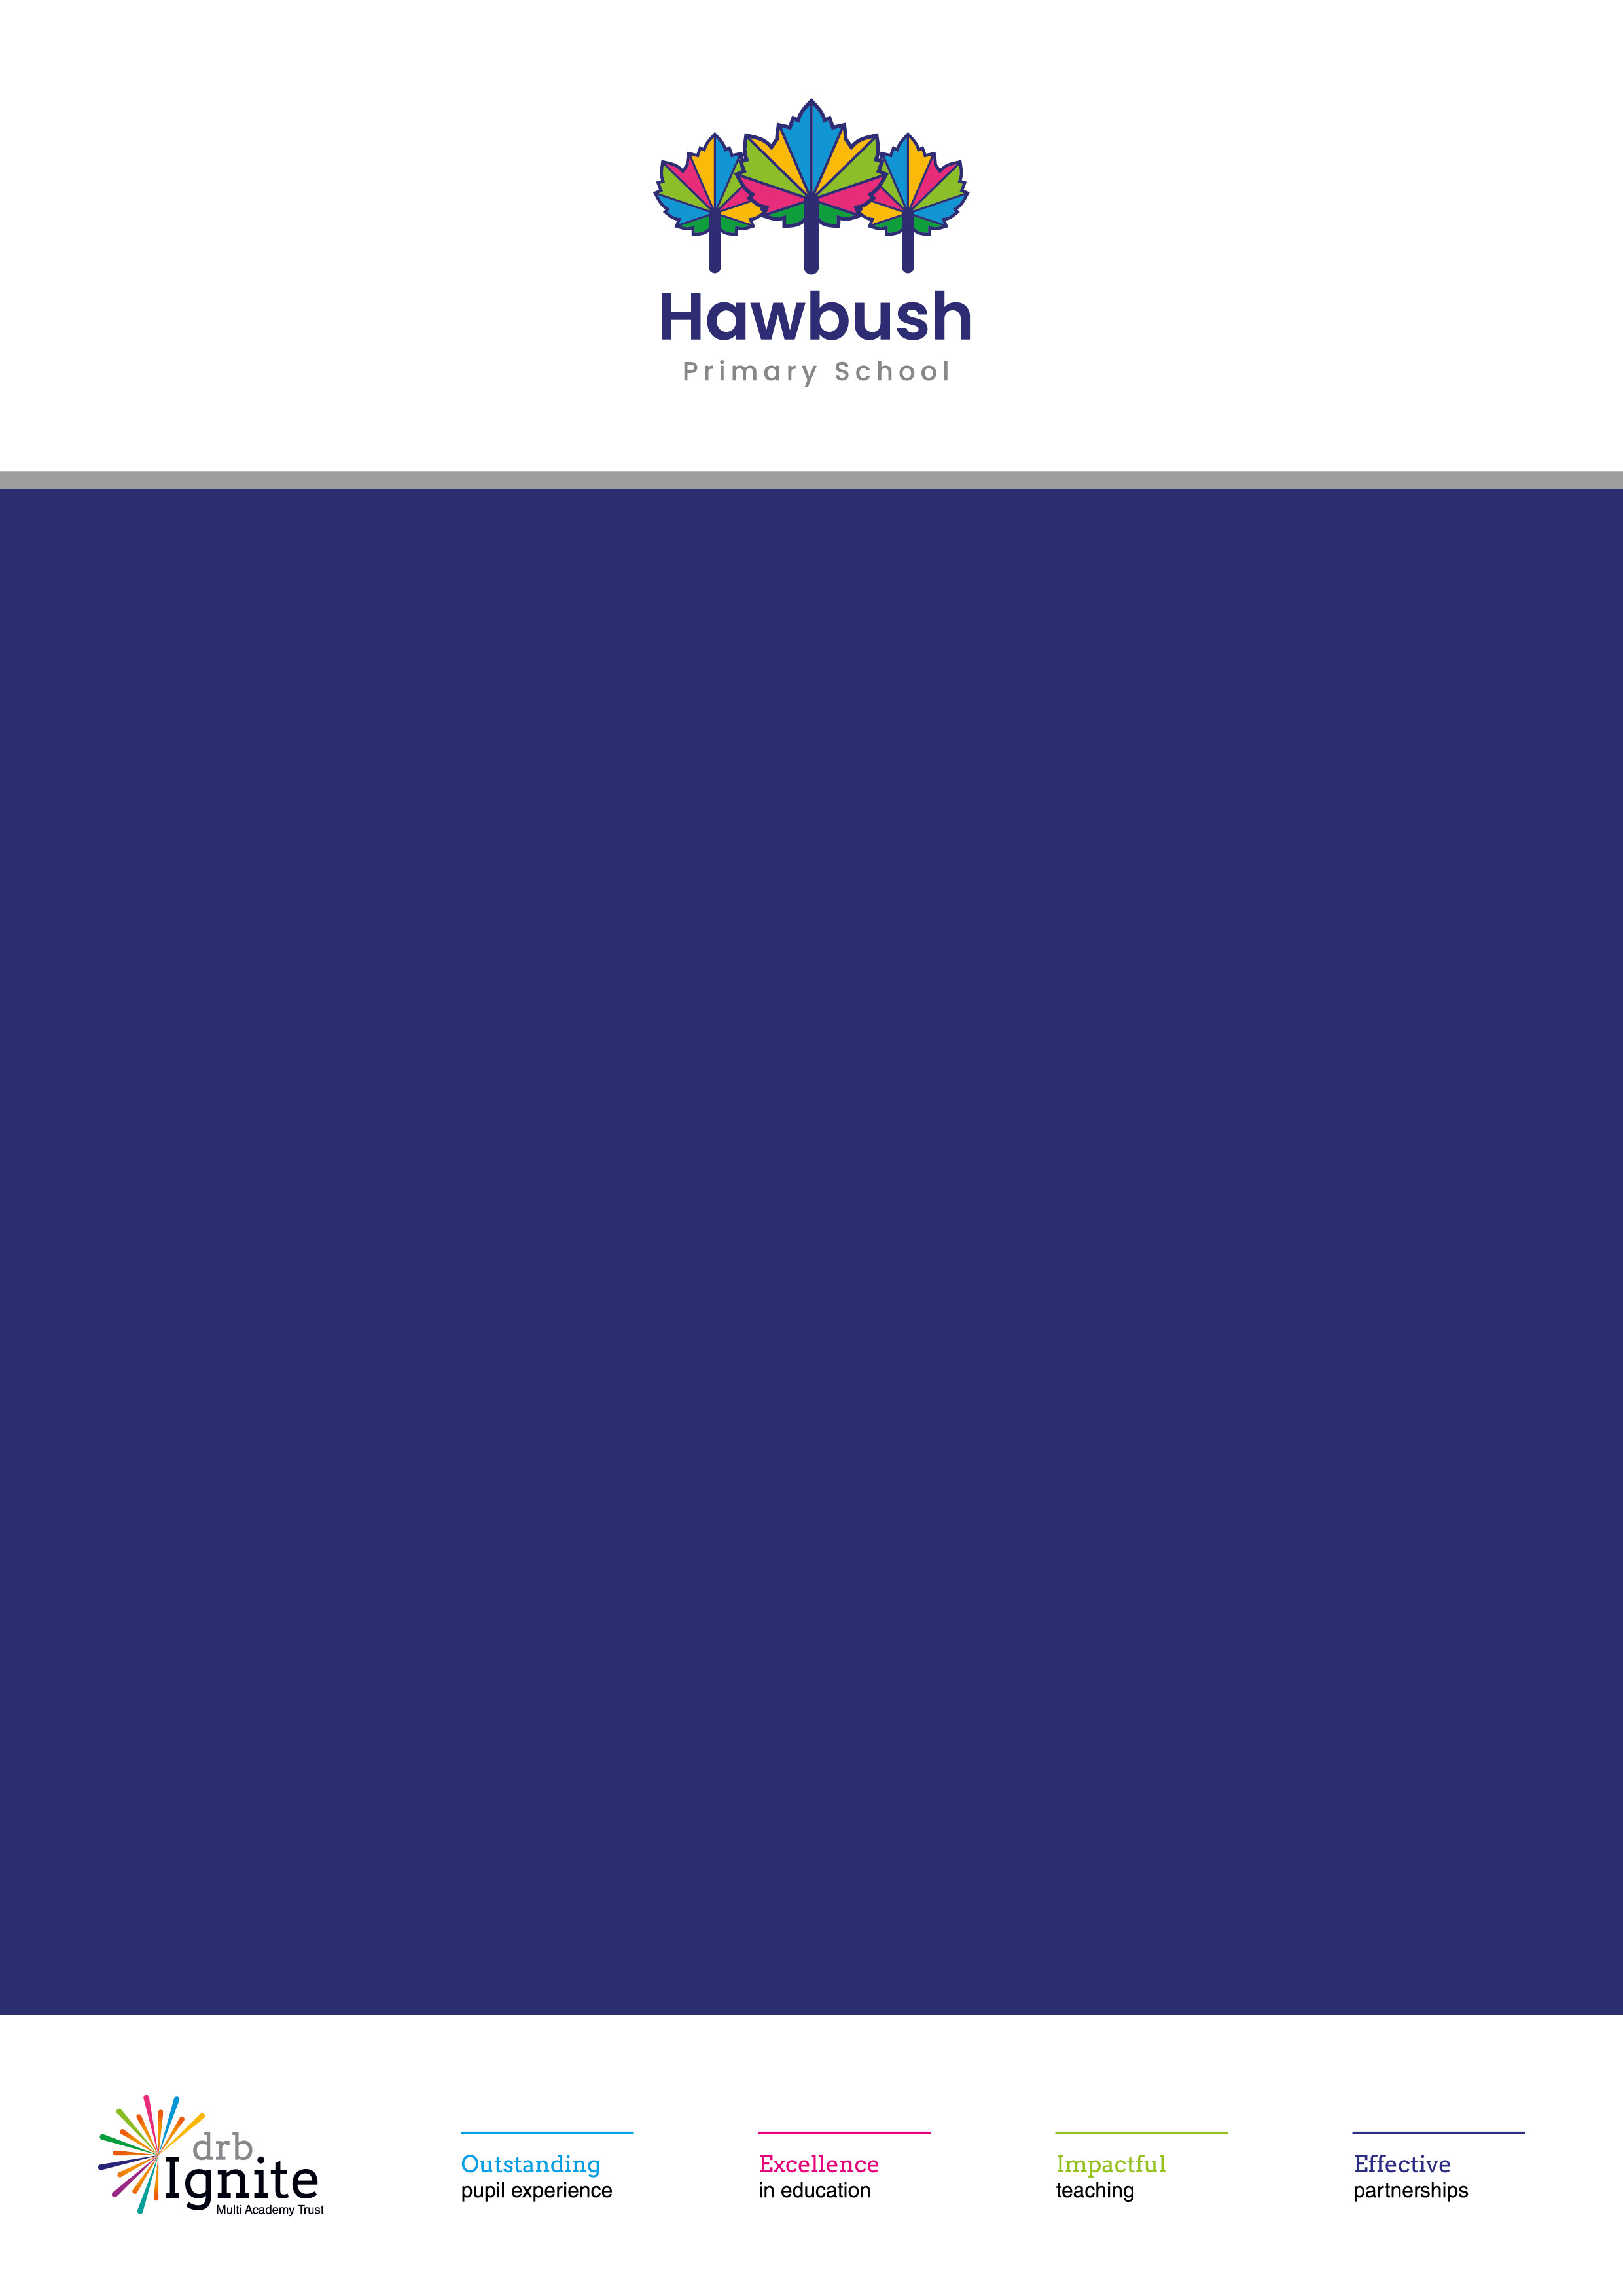 Hawbush
Primary School
drb
Ignite
Multi Academy Trust
Outstanding
pupil experience
Excellence
in education
Impactful
teaching
Effective
partnerships